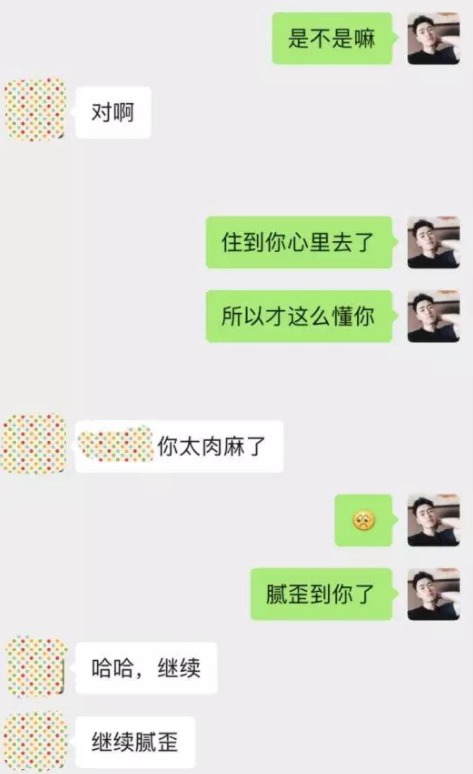 是不是嘛
对啊
住到你心里去了
所以才这么懂你
你太肉麻了
腻歪到你了
哈哈，继续
继续腻歪